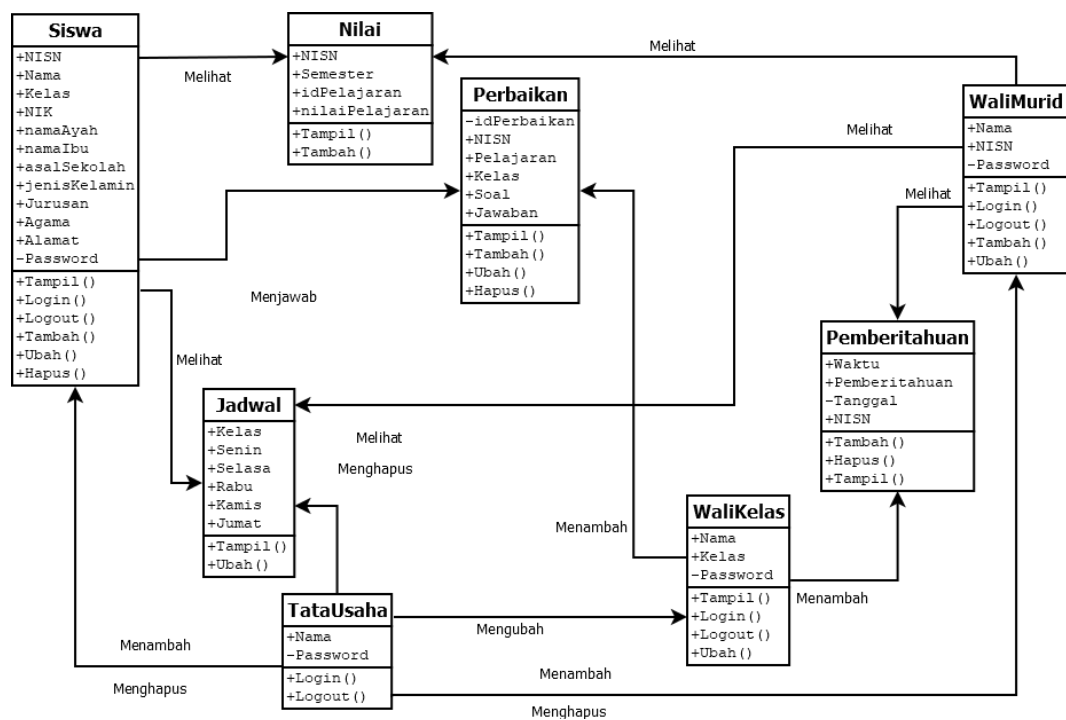 Siswa
+NISN
+Nama
+Kelas
+NIK
+namaAyah
+namaIbu
+asalSekolah
+jenisKelamin
+Jurusan
+Agama
+Alamat
-Password
+Tampil()
+Login()
+Logout()
+Tambah()
+Ubah()
+Hapus()
Melihat
Nilai
+NISN
+Semester
+idPelajaran
+nilaiPelajaran
+Tampil()
+Tambah()
Melihat
Perbaikan
-idPerbaikan
+NISN
+Pelajaran
+Kelas
+Soal
+Jawaban
+Tampil()
+Tambah()
+Ubah()
+Hapus()
WaliMurid
+Nama
+NISN
-Password
+Tampil()
+Login()
+Logout()
+Tambah()
+Ubah()
Melihat
Melihat
Menjawab
Melihat
Pemberitahuan
+Waktu
+Pemberitahuan
-Tanggal
+NISN
+Tambah()
+Hapus()
+Tampil()
Jadwal
+Kelas
+Senin
+Selasa
+Rabu
+Kamis
+Jumat
+Tampil()
+Ubah()
Melihat
Menghapus
WaliKelas
+Nama
+Kelas
-Password
+Tampil()
+Login()
+Logout()
+Ubah()
Menambah
Menambah
TataUsaha
+Nama
-Password
+Login()
+Logout()
Mengubah
Menambah
Menghapus
Menambah
Menghapus